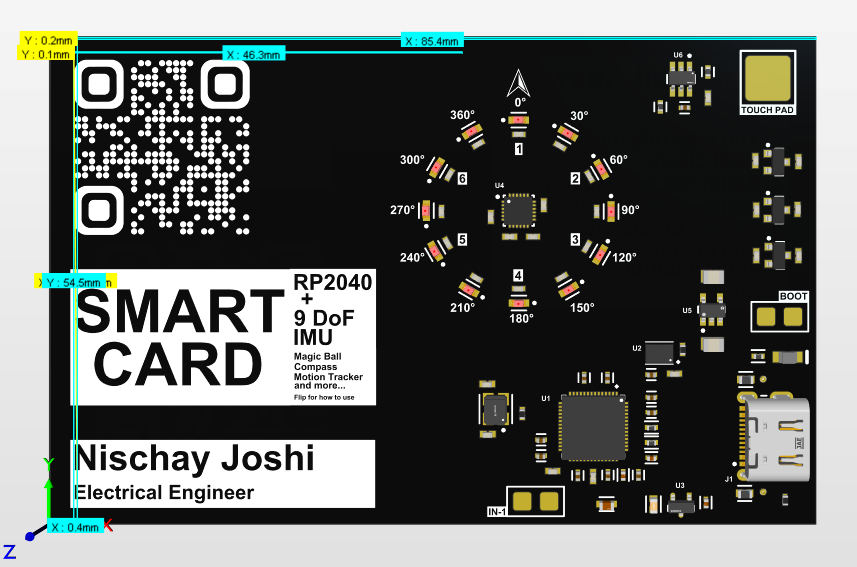 Y : 0.2mm
Y : 0.1mm
X : 46.3mm
X : 85.4mm
U6
TOUCH PAD
0°
30°
60°
90°
120°
150°
180°
210°
240°
270°
300°
360°
1
2
3
4
5
6
U4
Y : 54.5mm
SMART
CARD
RP2040
+
9 DoF
IMU
Magic Ball
Compass
Motion Tracker
and more...
Flip for how to use
BOOT
U5
U2
U1
JAE
J1
U3
IN-1
Nischay Joshi
Electrical Engineer
Y
X
Z
X : 0.4mm